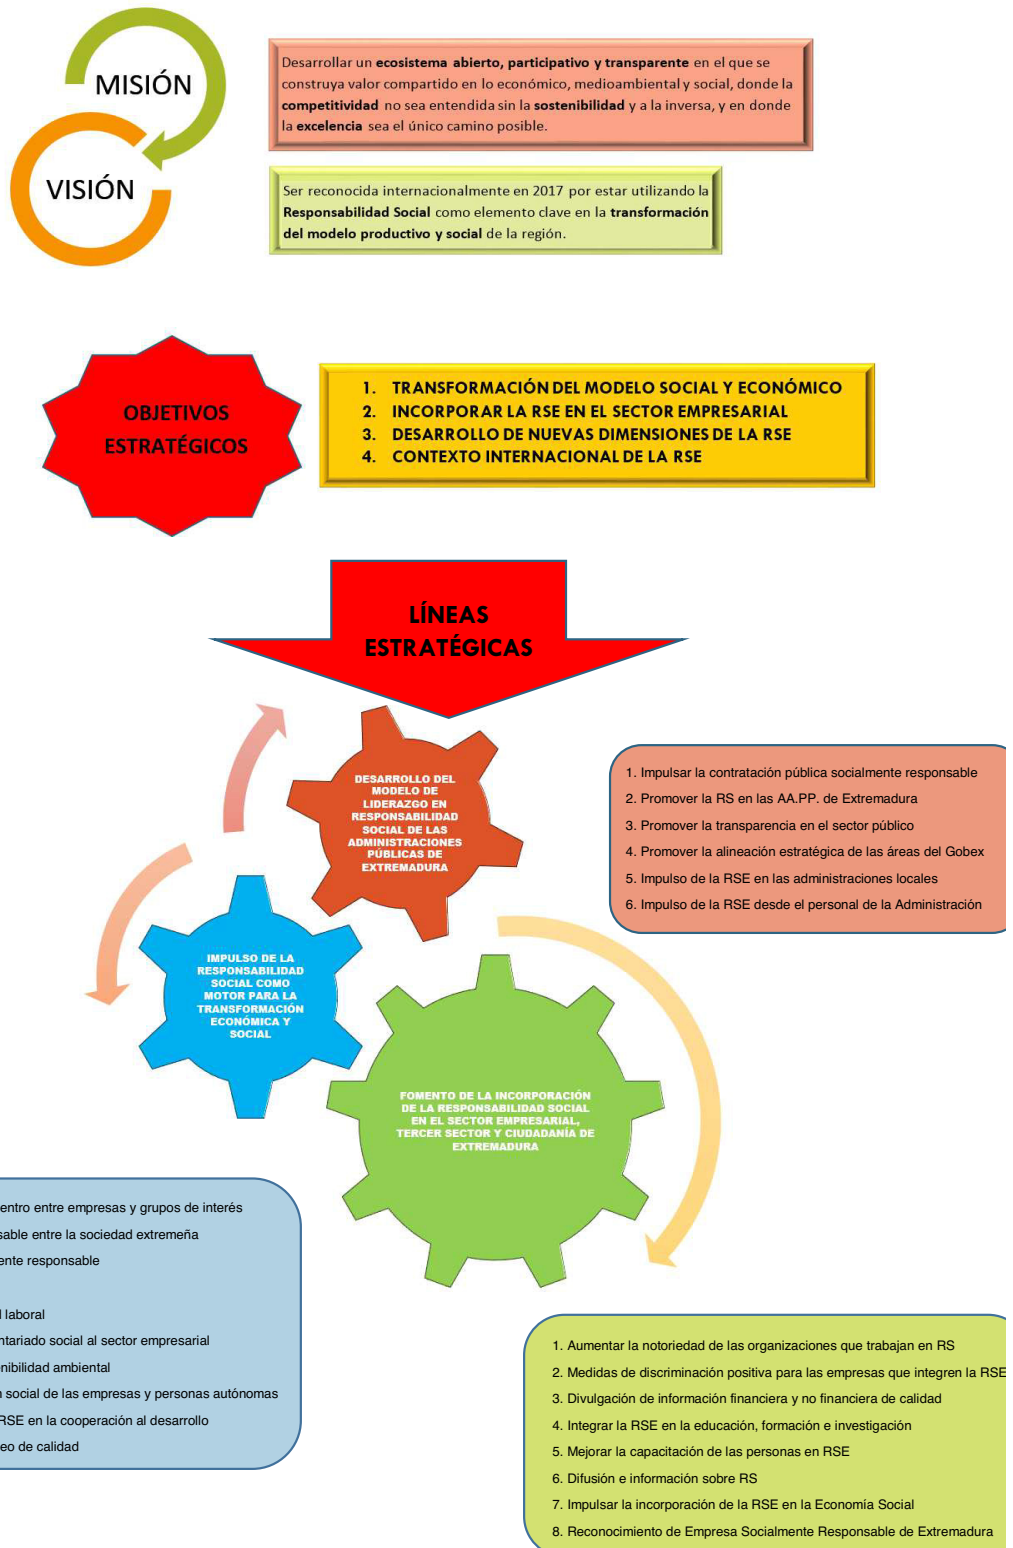 MISIÓN
VISIÓN
Desarrollar un ecosistema abierto, participativo y transparente en el que se
construya valor compartido en lo económico, medioambiental y social, donde la
competitividad no sea entendida sin la sostenibilidad y a la inversa, y en donde
la excelencia sea el único camino posible.
Ser reconocida internacionalmente en 2017 por estar utilizando la
Responsabilidad Social como elemento clave en la transformación
del modelo productivo y social de la región.
OBJETIVOS
ESTRATÉGICOS
1. TRANSFORMACIÓN DEL MODELO SOCIAL Y ECONÓMICO
2. INCORPORAR LA RSE EN EL SECTOR EMPRESARIAL
3. DESARROLLO DE NUEVAS DIMENSIONES DE LA RSE
4. CONTEXTO INTERNACIONAL DE LA RSE
LÍNEAS
ESTRATÉGICAS
DESARROLLO DEL
MODELO DE
LIDERAZGO EN
RESPONSABILIDAD
SOCIAL DE LAS
ADMINISTRACIONES
PÚBLICAS DE
EXTREMADURA
1. Impulsar la contratación pública socialmente responsable
2. Promover la RS en las AA.PP. de Extremadura
3. Promover la transparencia en el sector público
4. Promover la alineación estratégica de las áreas del Gobex
5. Impulso de la RSE en las administraciones locales
6. Impulso de la RSE desde el personal de la Administración
IMPULSO DE LA
RESPONSABILIDAD
SOCIAL COMO
MOTOR PARA LA
TRANSFORMACIÓN
ECONÓMICA Y
SOCIAL
FOMENTO DE LA INCORPORACIÓN
DE LA RESPONSABILIDAD SOCIAL
EN EL SECTOR EMPRESARIAL,
TERCER SECTOR Y CIUDADANÍA DE
EXTREMADURA
entro entre empresas y grupos de interés
sable entre la sociedad extremeña
ente responsable
l laboral
ntariado social al sector empresarial
enibilidad ambiental
n social de las empresas y personas autónomas
RSE en la cooperación al desarrollo
eo de calidad
1. Aumentar la notoriedad de las organizaciones que trabajan en RS
2. Medidas de discriminación positiva para las empresas que integren la RSE
3. Divulgación de información financiera y no financiera de calidad
4. Integrar la RSE en la educación, formación e investigación
5. Mejorar la capacitación de las personas en RSE
6. Difusión e información sobre RS
7. Impulsar la incorporación de la RSE en la Economía Social
8. Reconocimiento de Empresa Socialmente Responsable de Extremadura